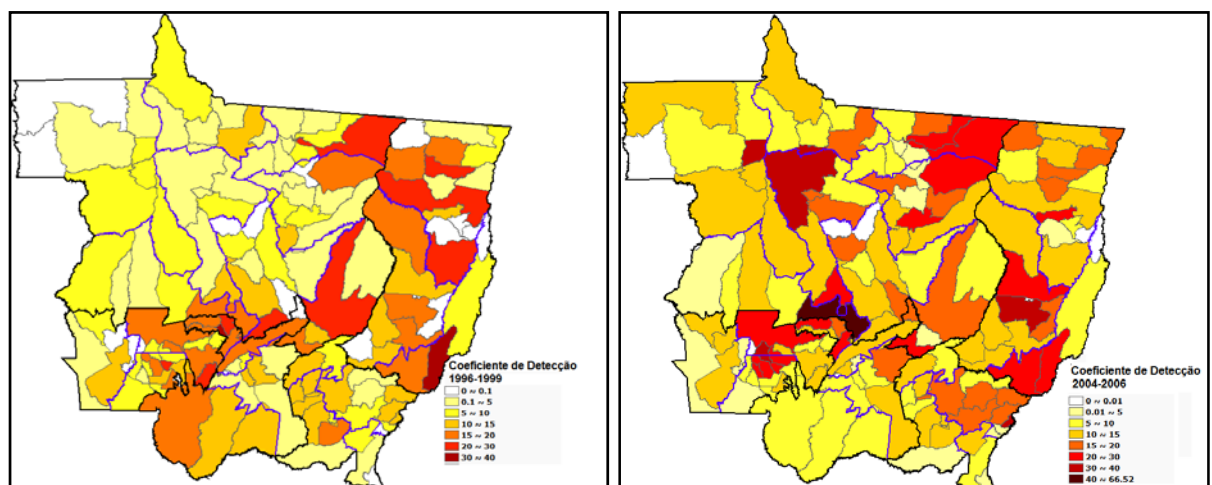 Coeficiente de Detecção
1996-1999
0 ~ 0.1
0.1 ~ 5
5 ~ 10
10 ~ 15
15 ~ 20
20 ~ 30
30 ~ 40
Coeficiente de Detecção
2004-2006
0 ~ 0.01
0.01 ~ 5
5 ~ 10
10 ~ 15
15 ~ 20
20 ~ 30
30 ~ 40
40 ~ 66.52